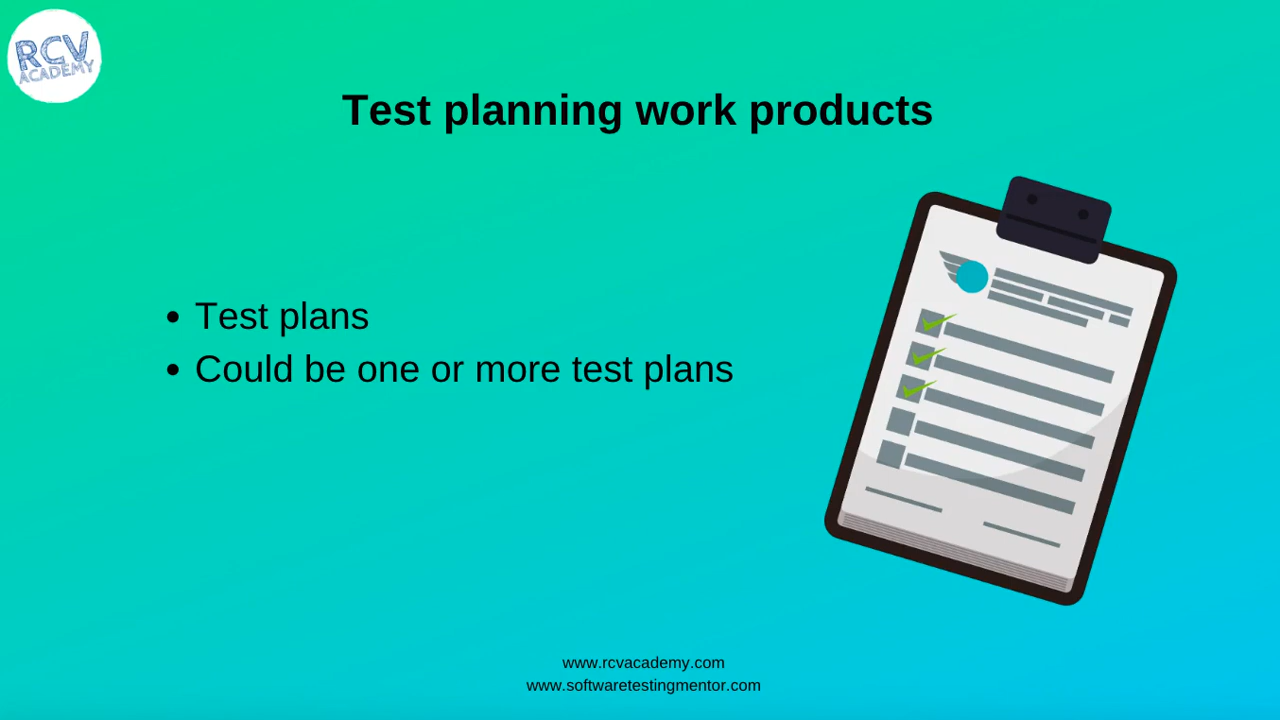 RCV
ACADEMY
Test planning work products
• Test plans
• Could be one or more test plans
www.rcvacademy.com
www.softwaretestingmentor.com